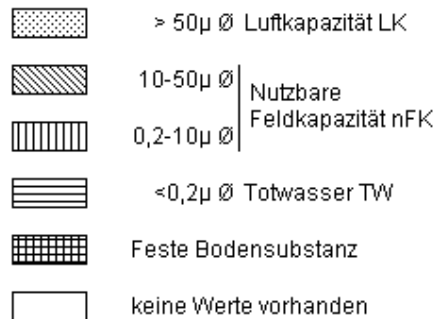 > 50µ Ø Luftkapazität LK
10-50µ Ø
Nutzbare
Feldkapazität nFK
0,2-10µ Ø
<0,2µ Ø Totwasser TW
Feste Bodensubstanz
keine Werte vorhanden